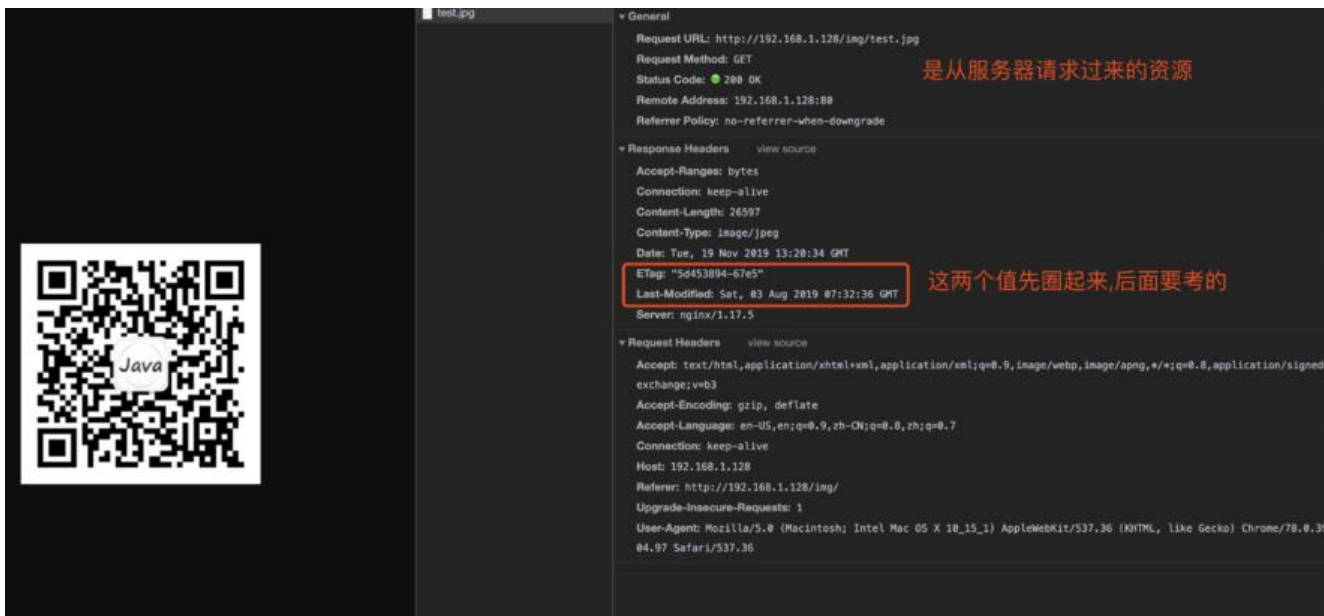 test.jpg
General
Request URL: http://192.168.1.128/img/test.jpg
Request Method: GET
Status Code: 200 OK
是从服务器请求过来的资源
Remote Address: 192.168.1.128:80
Referrer Policy: no-referrer-when-downgrade
Response Headers view source
Accept-Ranges: bytes
Connection: keep-alive
Content-Length: 26597
Content-Type: image/jpeg
Date: Tue, 19 Nov 2019 13:20:34 GMT
ETag: "5d453894-67e5"
这两个值先圈起来,后面要考的
Last-Modified: Sat, 03 Aug 2019 07:32:36 GMT
Server: nginx/1.17.5
Request Headers view source
Accept: text/html,application/xhtml+xml,application/xml;q=0.9,image/webp,image/apng,*/*;q=0.8,application/signed
exchange;v=b3
Accept-Encoding: gzip, deflate
Accept-Language: en-US,en;q=0.9,zh-CN;q=0.8,zh;q=0.7
Connection: keep-alive
Host: 192.168.1.128
Referer: http://192.168.1.128/img/
Upgrade-Insecure-Requests: 1
User-Agent: Mozilla/5.0 (Macintosh; Intel Mac OS X 10_15_1) AppleWebKit/537.36 (KHTML, like Gecko) Chrome/78.0.39
04.97 Safari/537.36
Java